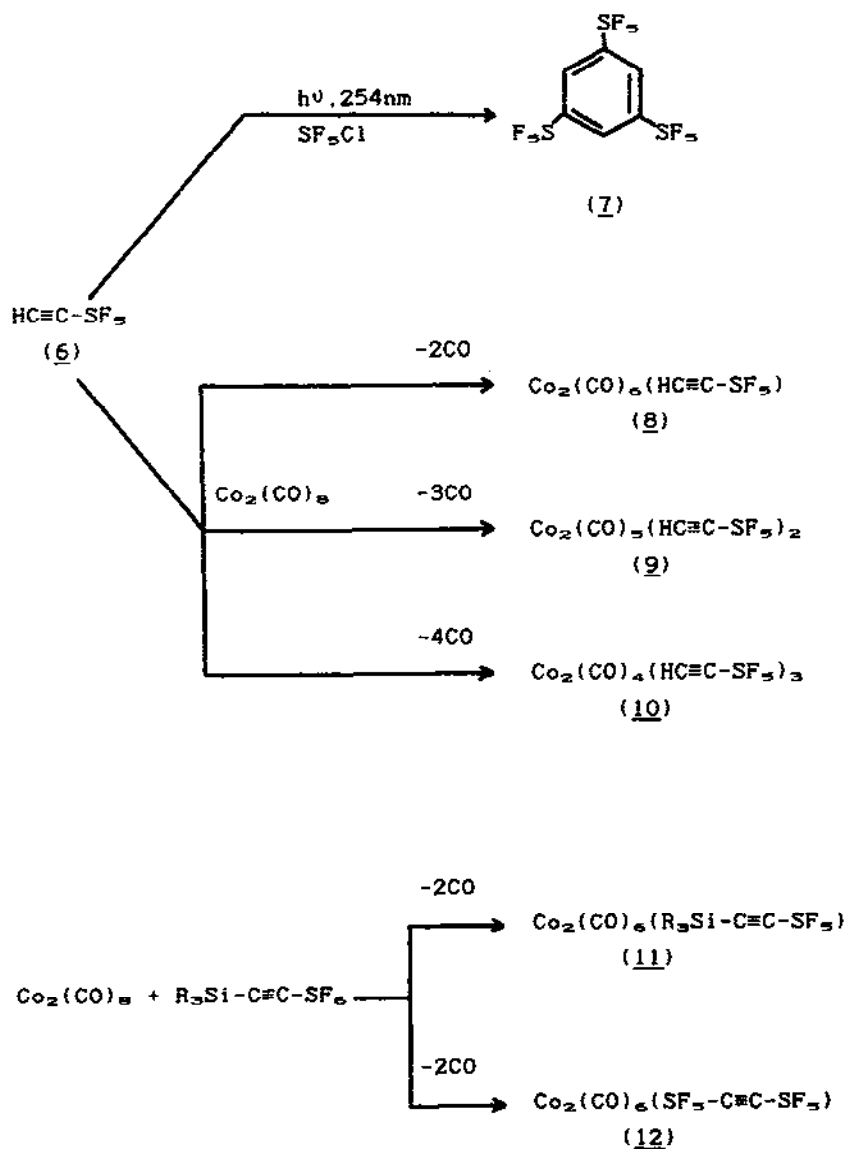 SF₅
hν,254nm
SF₅Cl
F₅S
SF₅
(7)
HC≡C-SF₅
(6)
-2CO
Co₂(CO)₆(HC≡C-SF₅)
(8)
Co₂(CO)₈
-3CO
Co₂(CO)₅(HC≡C-SF₅)₂
(9)
-4CO
Co₂(CO)₄(HC≡C-SF₅)₃
(10)
-2CO
Co₂(CO)₆(R₃Si-C≡C-SF₅)
(11)
Co₂(CO)₈ + R₃Si-C≡C-SF₆
-2CO
Co₂(CO)₆(SF₅-C≡C-SF₅)
(12)